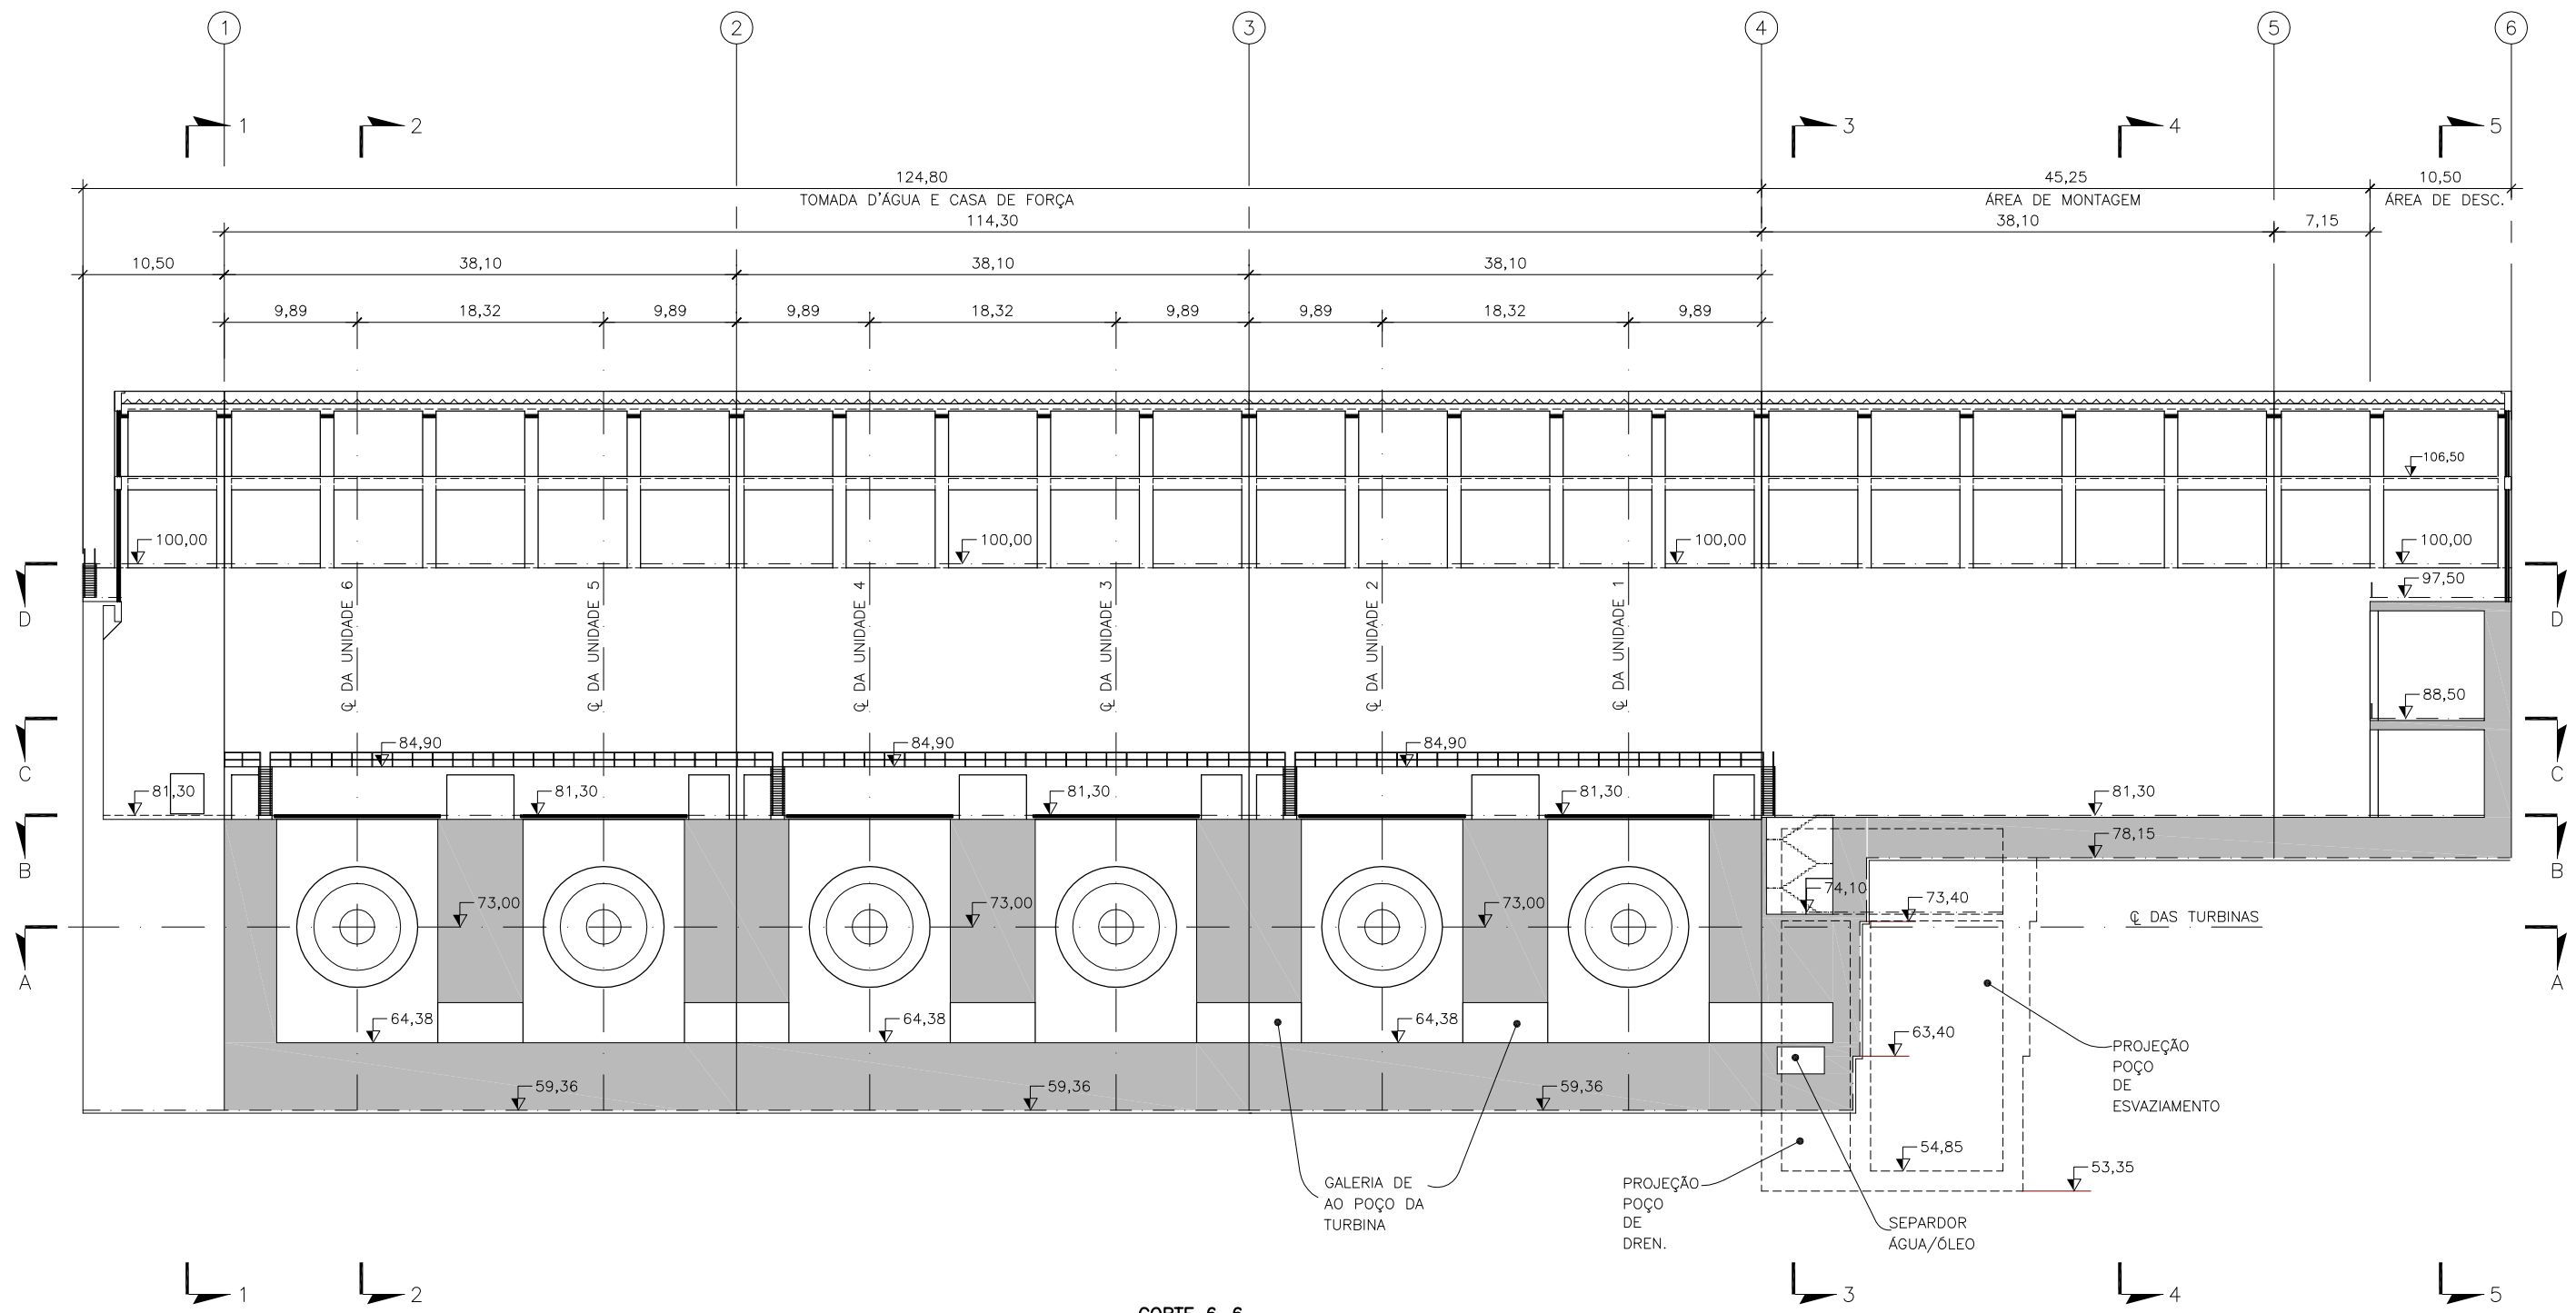 1 2 3 4 5 6
1 2 3 4 5
124,80 45,25 10,50
TOMADA D'ÁGUA E CASA DE FORÇA ÁREA DE MONTAGEM ÁREA DE DESC.
114,30 38,10 7,15
10,50 38,10 38,10 38,10
9,89 18,32 9,89 9,89 18,32 9,89 9,89 18,32 9,89
106,50
100,00 100,00 100,00 100,00
97,50
D D
℄ DA UNIDADE 6
℄ DA UNIDADE 5
℄ DA UNIDADE 4
℄ DA UNIDADE 3
℄ DA UNIDADE 2
℄ DA UNIDADE 1
88,50
84,90 84,90 84,90
C C
81,30 81,30 81,30 81,30 81,30
78,15
B B
74,10
73,40
73,00 73,00 73,00
℄ DAS TURBINAS
A A
64,38 64,38 64,38
63,40
PROJEÇÃO
POÇO
DE
ESVAZIAMENTO
59,36 59,36 59,36
54,85
53,35
GALERIA DE
AO POÇO DA
TURBINA
PROJEÇÃO
POÇO
DE
DREN.
SEPARDOR
ÁGUA/ÓLEO
1 2 3 4 5
CORTE 6-6